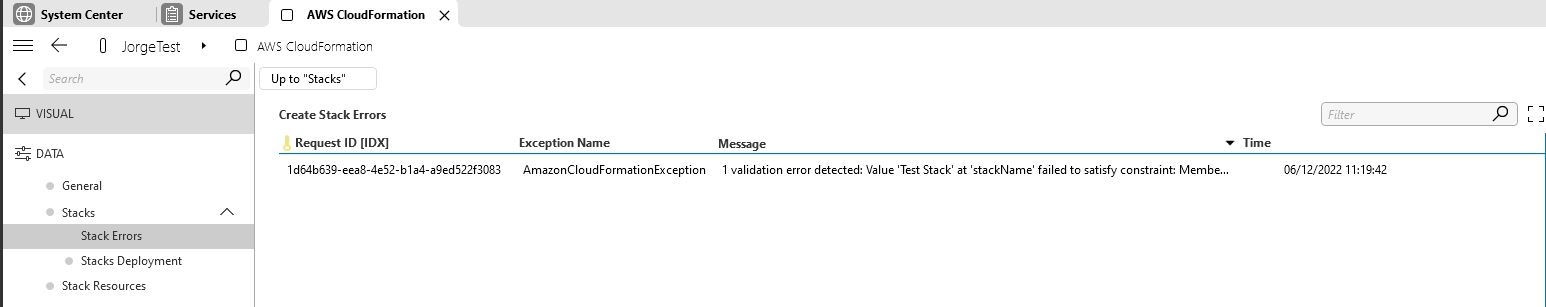 System Center
Services
AWS CloudFormation
JorgeTest
AWS CloudFormation
Search
Up to "Stacks"
VISUAL
Create Stack Errors
Filter
DATA
Request ID [IDX] Exception Name Message Time
1d64b639-eea8-4e52-b1a4-a9ed522f3083 AmazonCloudFormationException 1 validation error detected: Value 'Test Stack' at 'stackName' failed to satisfy constraint: Membe... 06/12/2022 11:19:42
General
Stacks
Stack Errors
Stacks Deployment
Stack Resources